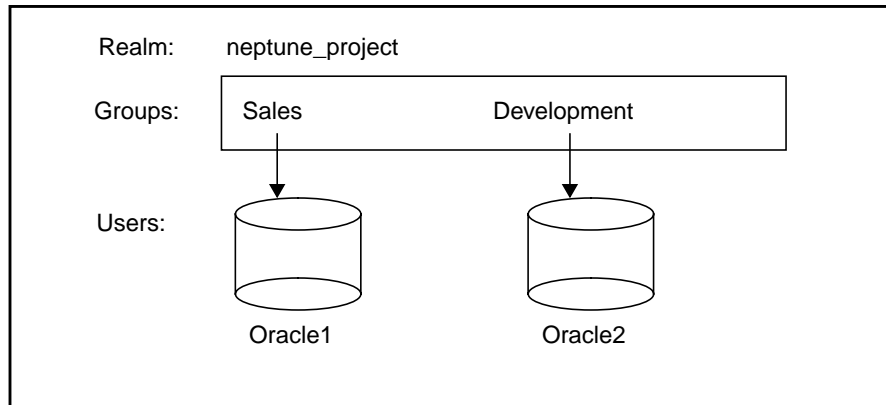 Realm: neptune_project
Groups: Sales Development
Users:
Oracle1 Oracle2